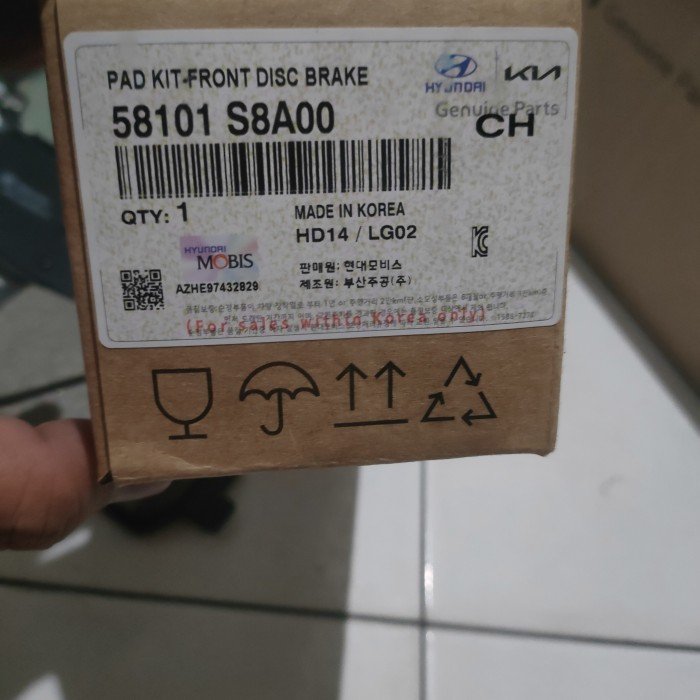 PAD KIT-FRONT DISC BRAKE
HYUNDAI KIA
58101 S8A00
Genuine Parts
CH
QTY: 1
MADE IN KOREA
HD14 / LG02
HYUNDAI
MOBIS
판매원: 현대모비스
AZHE97432829
제조원: 부산주공(주)
(For sales within Korea only)